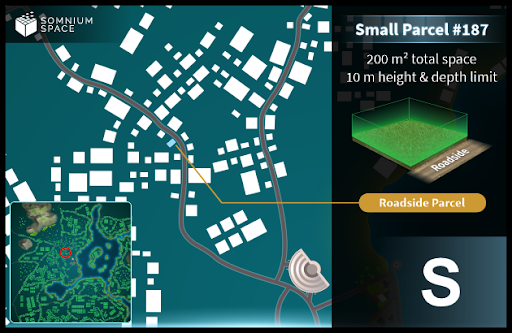 SOMNIUM
SPACE
Small Parcel #187
200 m² total space
10 m height & depth limit
Roadside
Roadside Parcel
S